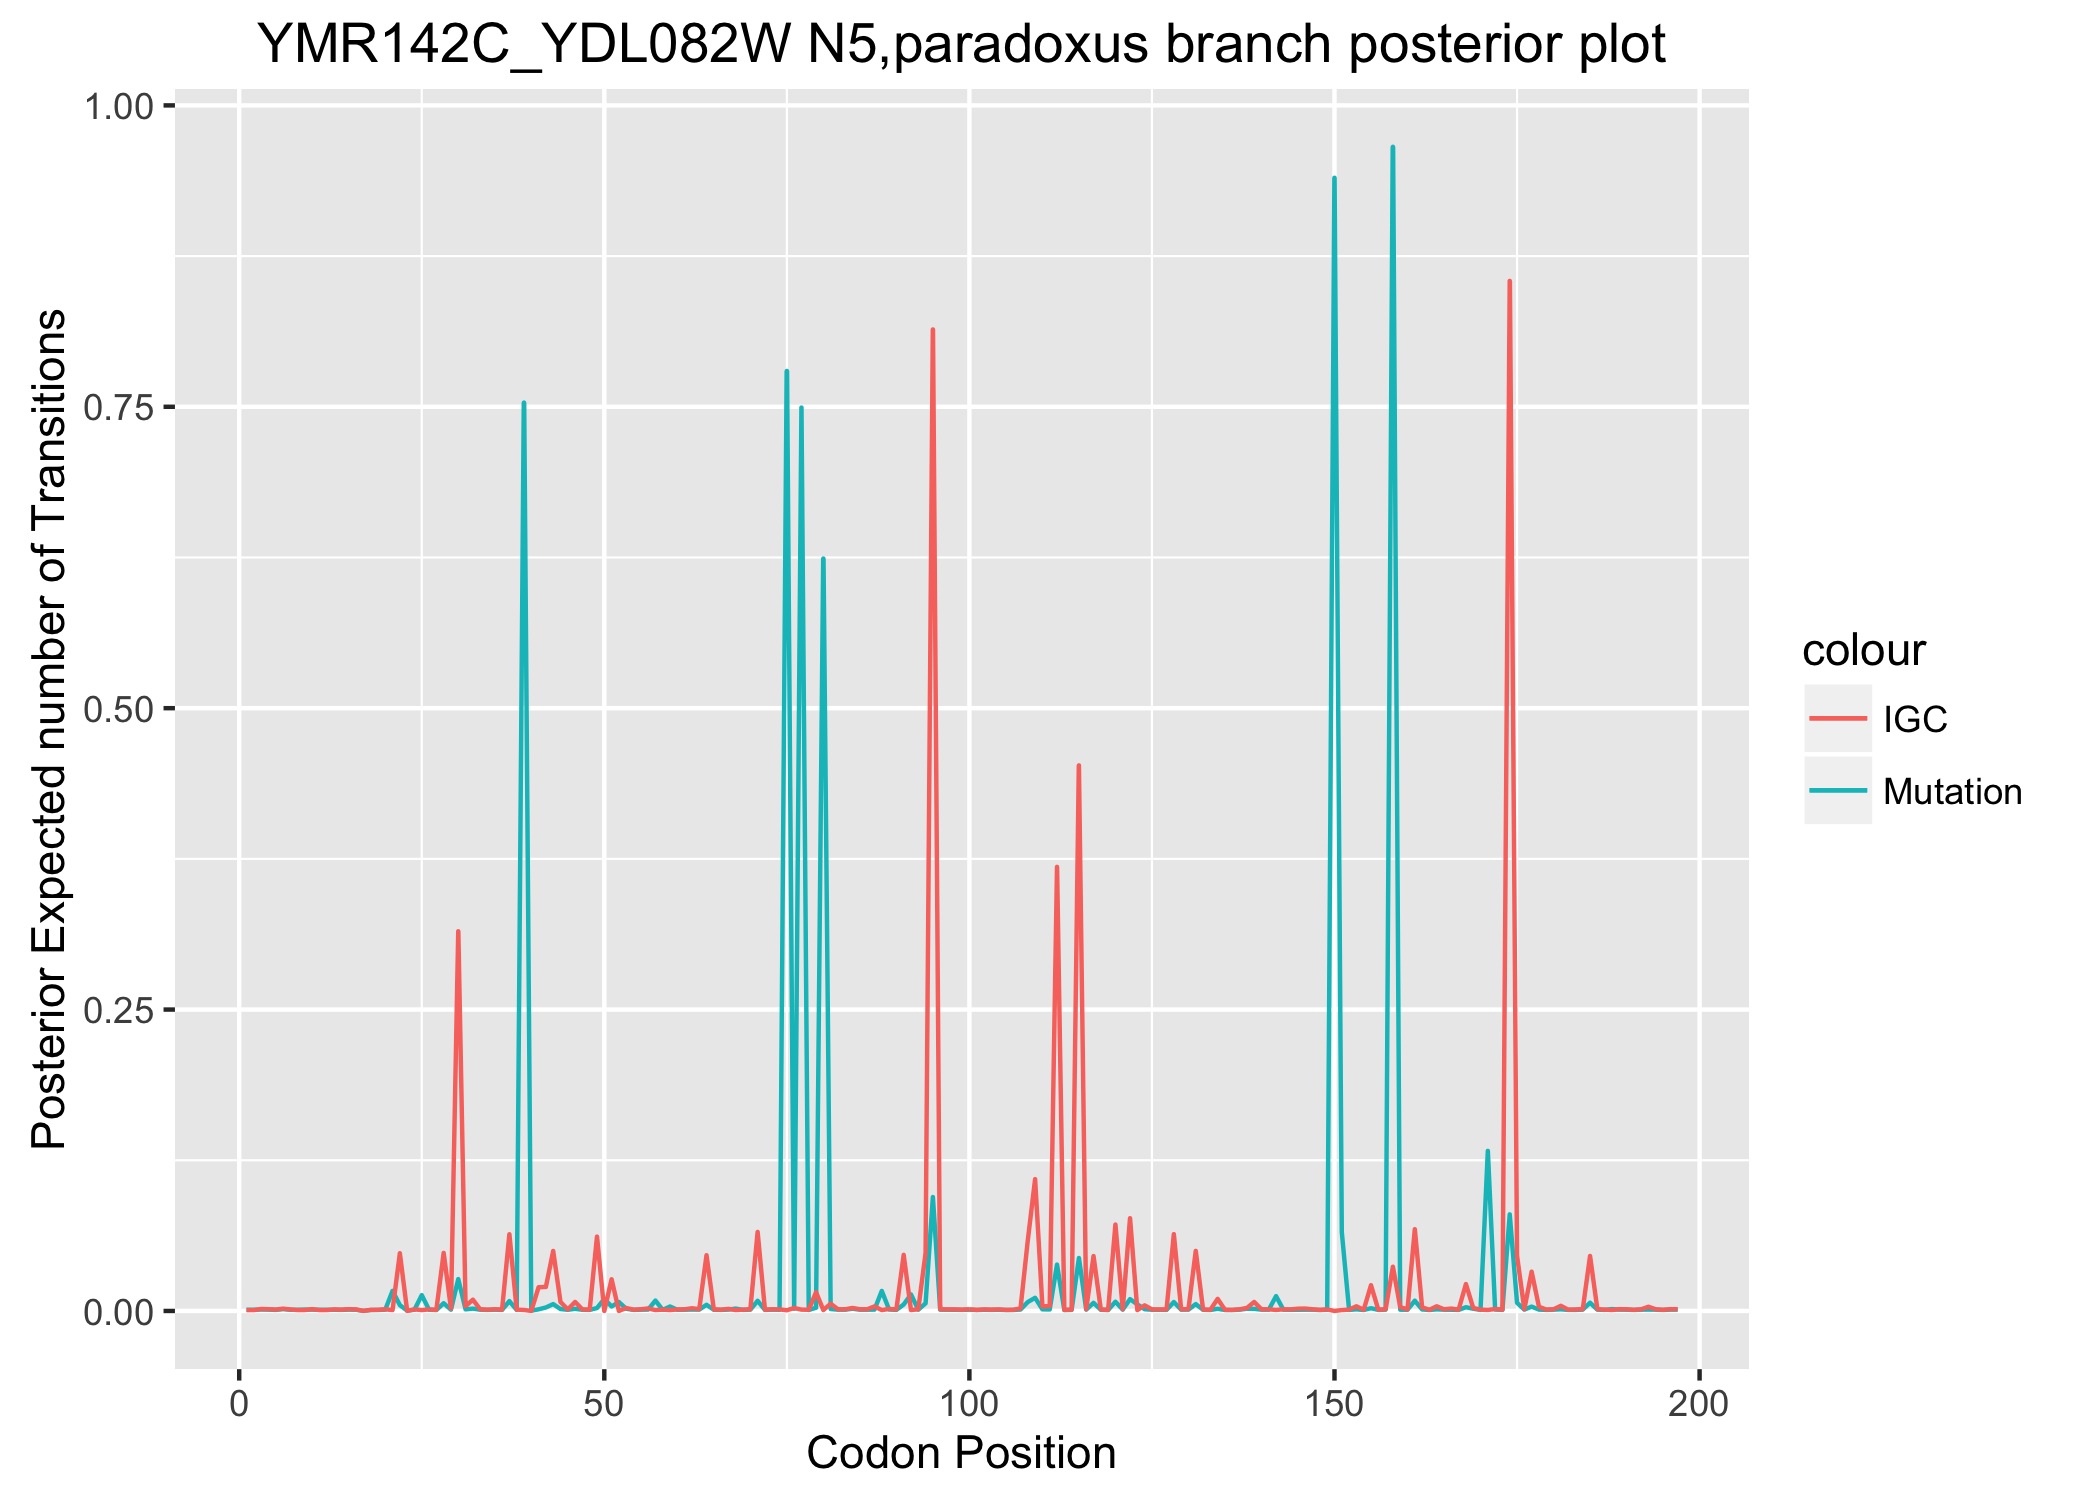 YMR142C_YDL082W N5,paradoxus branch posterior plot
Posterior Expected number of Transitions
1.00
0.75
0.50
0.25
0.00
0 50 100 150 200
Codon Position
colour
IGC
Mutation